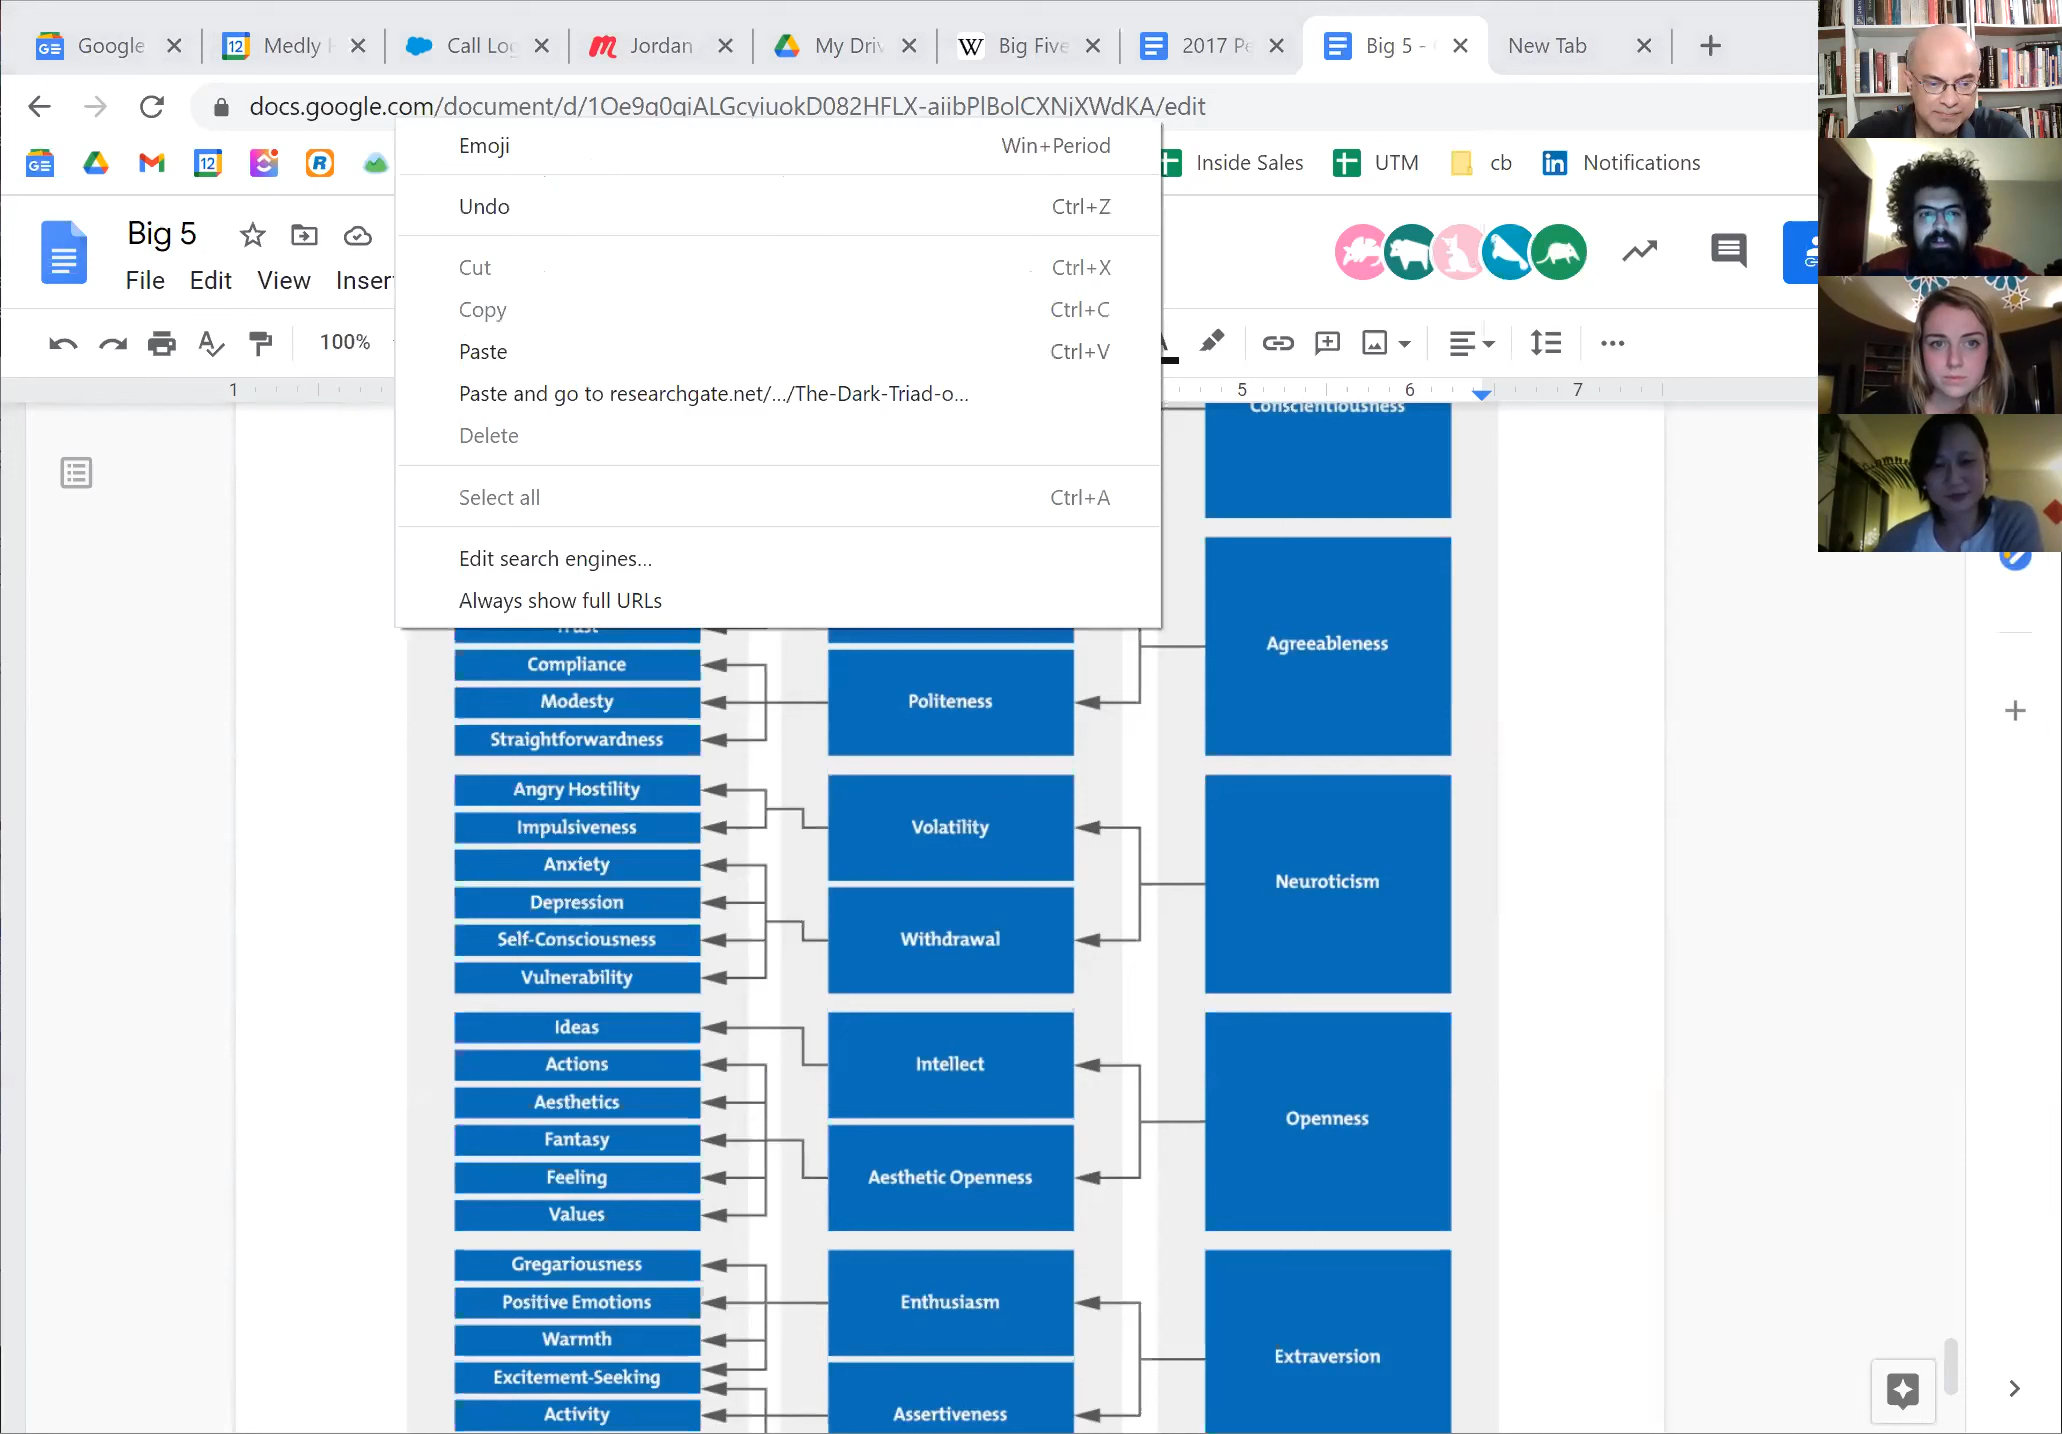 Google
Medly
Call Log
Jordan
My Driv
Big Five
2017 Pe
Big 5 -
New Tab
docs.google.com/document/d/1Oe9q0qiALGcyiuokD082HFLX-aiibPlBolCXNiXWdKA/edit
Inside Sales
UTM
cb
Notifications
Emoji Win+Period
Undo Ctrl+Z
Cut Ctrl+X
Copy Ctrl+C
Paste Ctrl+V
Paste and go to researchgate.net/.../The-Dark-Triad-o...
Delete
Select all Ctrl+A
Edit search engines...
Always show full URLs
Big 5
File Edit View Inser
100%
1
5 6 7
Conscientiousness
Trust
Compliance
Modesty
Straightforwardness
Politeness
Agreeableness
Angry Hostility
Impulsiveness
Anxiety
Depression
Self-Consciousness
Vulnerability
Volatility
Withdrawal
Neuroticism
Ideas
Actions
Aesthetics
Fantasy
Feeling
Values
Intellect
Aesthetic Openness
Openness
Gregariousness
Positive Emotions
Warmth
Excitement-Seeking
Activity
Enthusiasm
Assertiveness
Extraversion